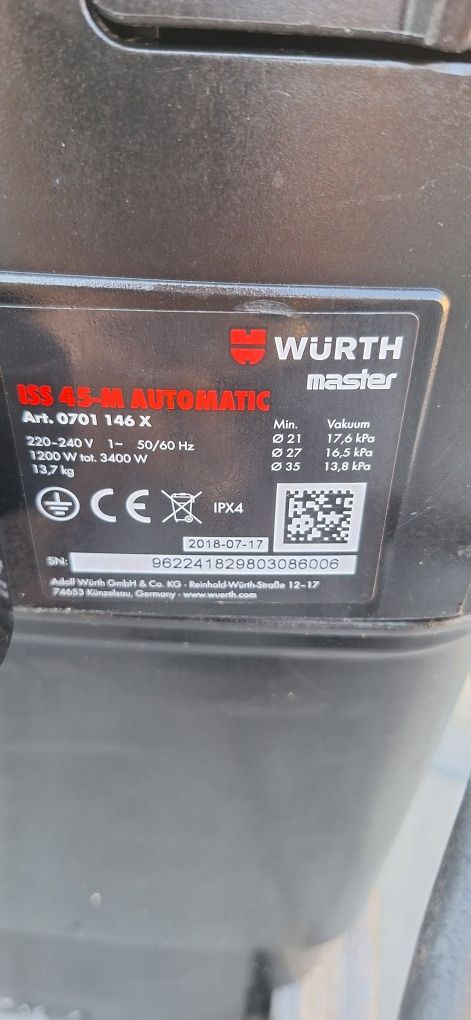 WÜRTH
master
ISS 45-M AUTOMATIC
Art. 0701 146 X
220-240 V 1~ 50/60 Hz
1200 W tot. 3400 W
13,7 kg
Min. Vakuum
Ø 21 17,6 kPa
Ø 27 16,5 kPa
Ø 35 13,8 kPa
CE IPX4
2018-07-17
SN: 962241829803086006
Adolf Würth GmbH & Co. KG · Reinhold-Würth-Straße 12-17
74653 Künzelsau, Germany · www.wuerth.com